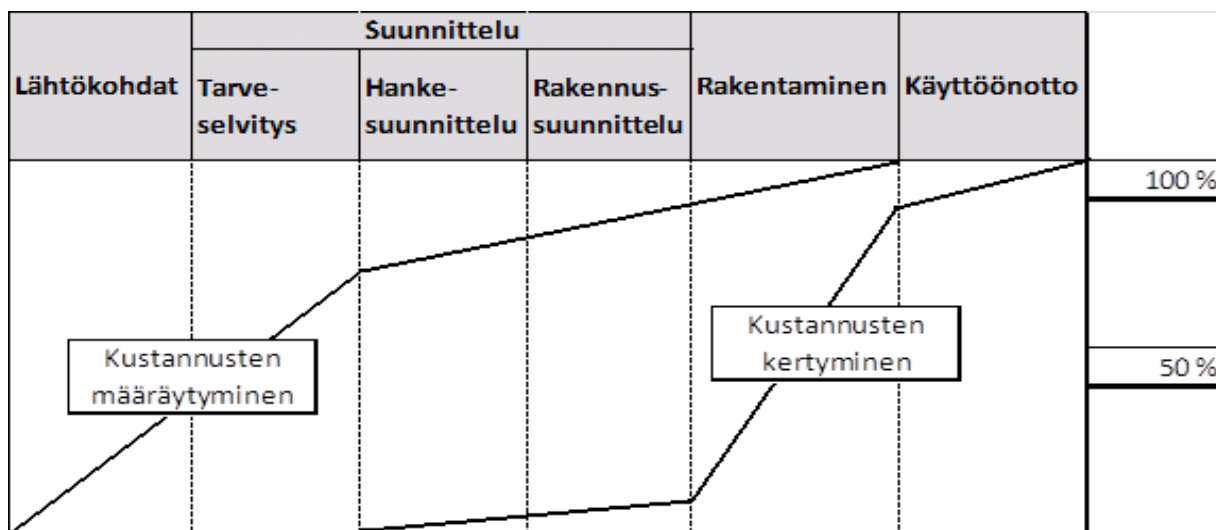 Suunnittelu
Lähtökohdat
Tarve-
selvitys
Hanke-
suunnittelu
Rakennus-
suunnittelu
Rakentaminen
Käyttöönotto
100 %
Kustannusten
kertyminen
Kustannusten
määräytyminen
50 %